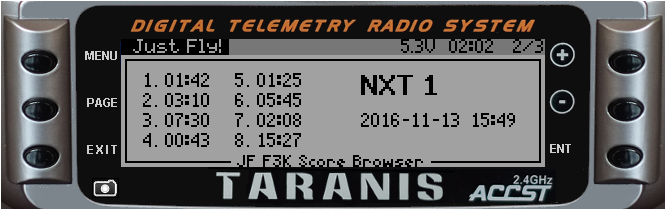 DIGITAL TELEMETRY RADIO SYSTEM
Just Fly! 5.3V 02:02 2/3
MENU
PAGE
EXIT
1. 01:42 5. 01:25
2. 03:10 6. 05:45
3. 07:30 7. 02:08
4. 00:43 8. 15:27
NXT 1
2016-11-13 15:49
JF F3K Score Browser
+
-
ENT
TARANIS
2.4GHz
ACCST